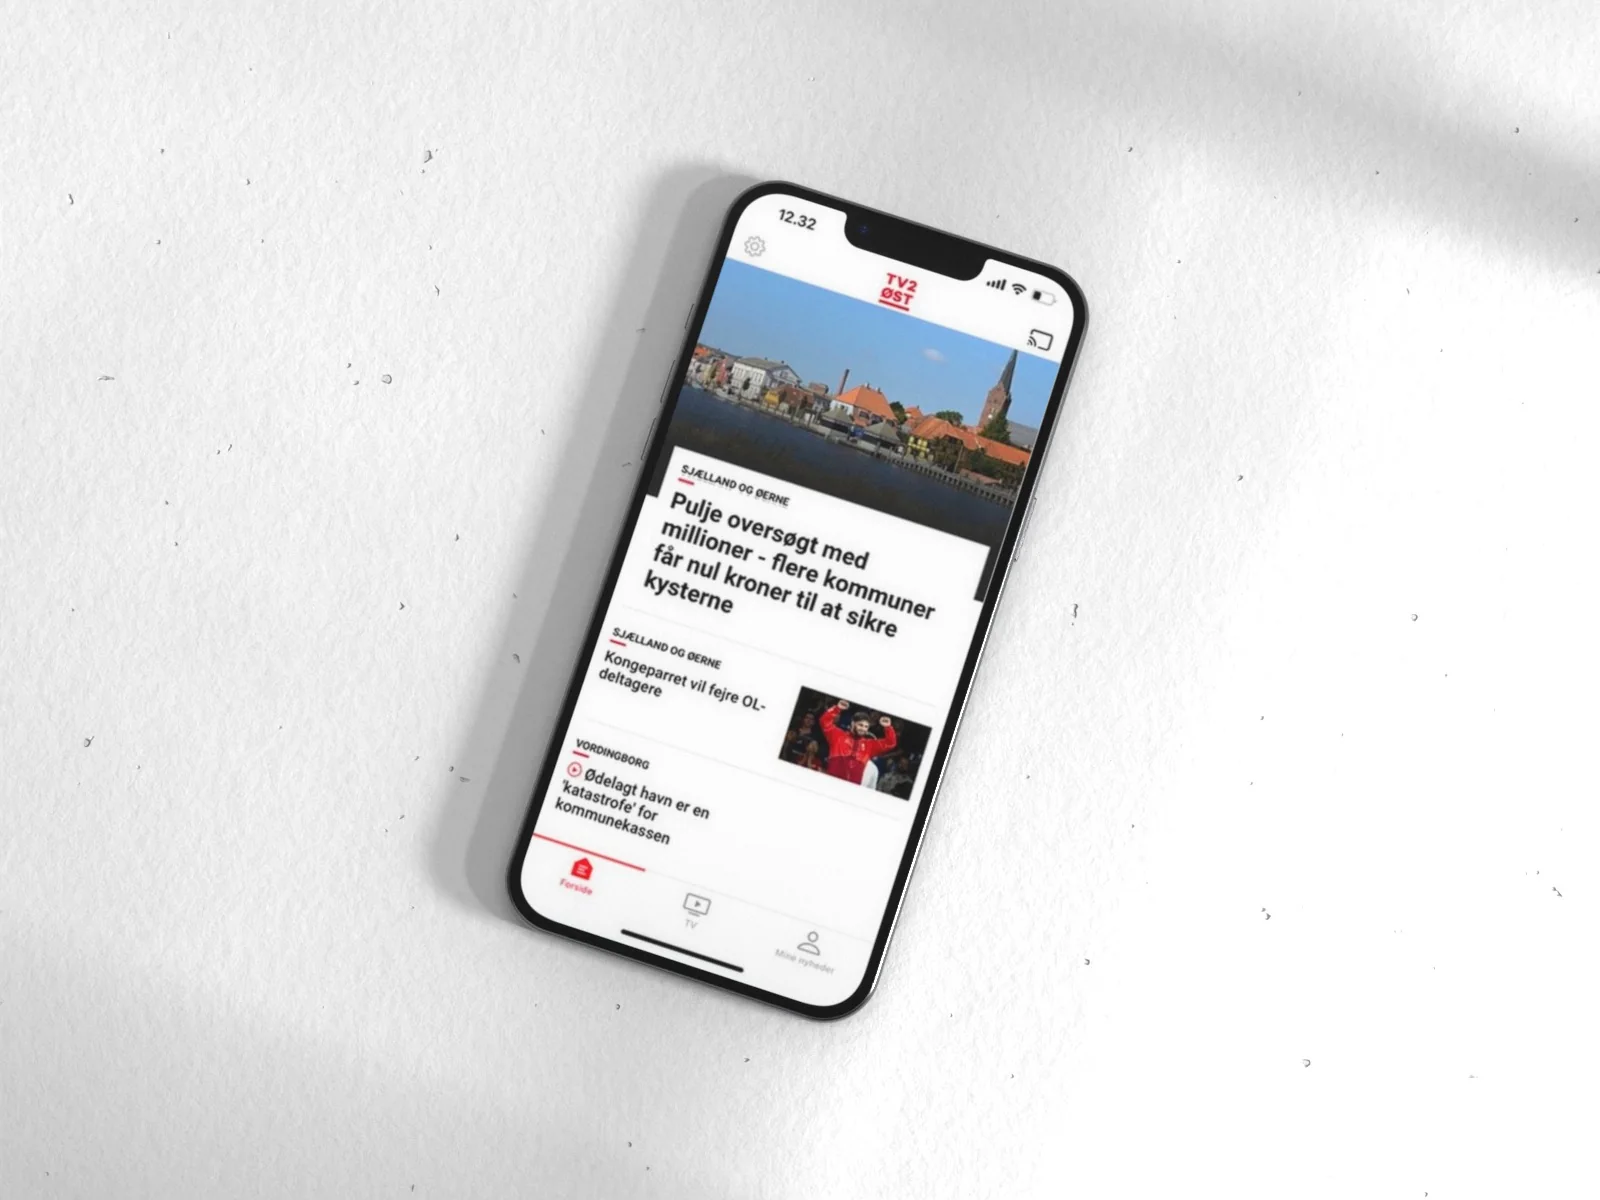 12.32
TV2
ØST
SJÆLLAND OG ØERNE
Pulje oversøgt med
millioner - flere kommuner
får nul kroner til at sikre
kysterne
SJÆLLAND OG ØERNE
Kongeparret vil fejre OL-
deltagere
VORDINGBORG
Ødelagt havn er en
'katastrofe' for
kommunekassen
Forside
TV
Mine nyheder